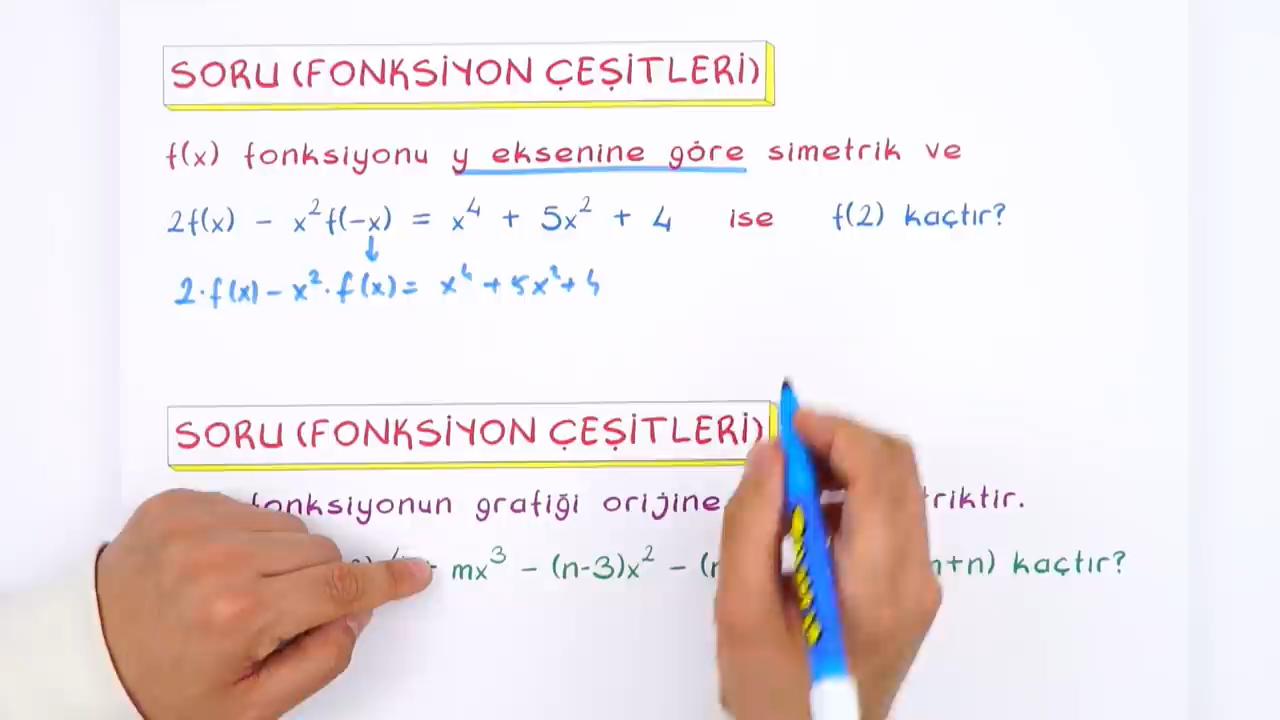 SORU (FONKSİYON ÇEŞİTLERİ)
f(x) fonksiyonu y eksenine göre simetrik ve
2f(x) - x² f(-x) = x⁴ + 5x² + 4 ise f(2) kaçtır?
2·f(x) - x²·f(x) = x⁴ + 5x² + 4
SORU (FONKSİYON ÇEŞİTLERİ)
fonksiyonun grafiği orijine
mx³ - (n-3)x² - kaçtır?